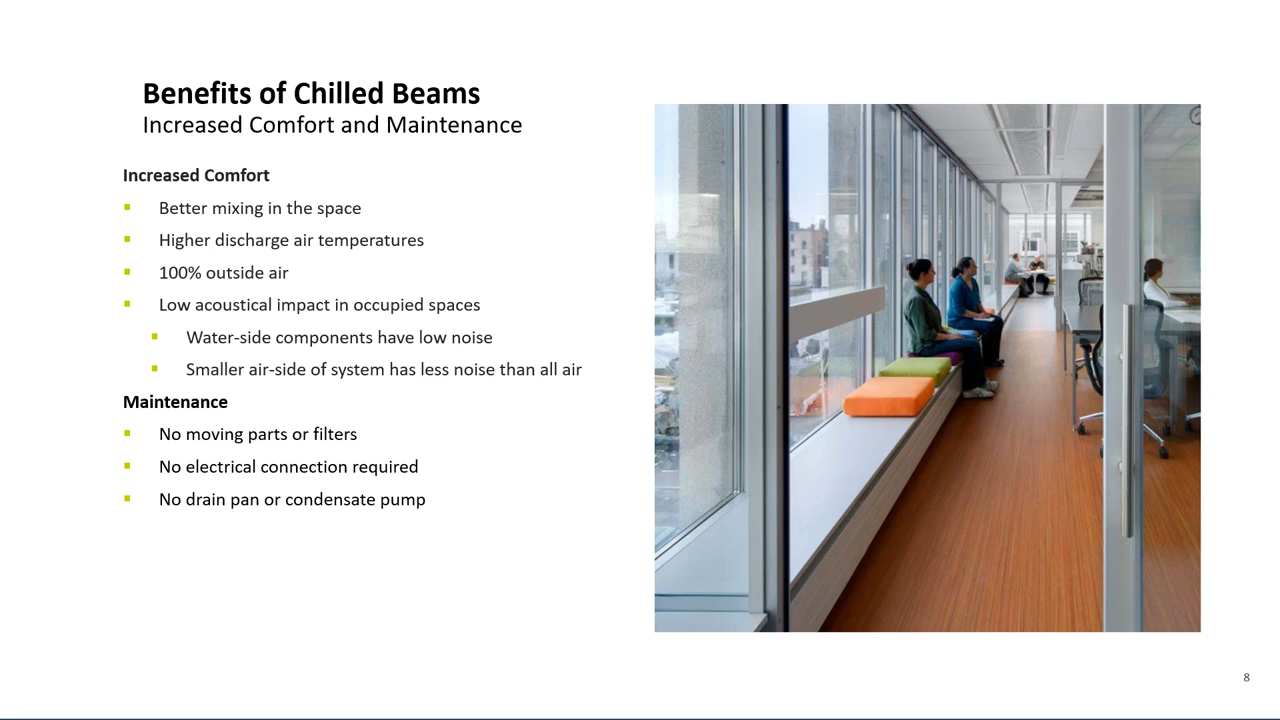 Benefits of Chilled Beams
Increased Comfort and Maintenance
Increased Comfort
Better mixing in the space
Higher discharge air temperatures
100% outside air
Low acoustical impact in occupied spaces
Water-side components have low noise
Smaller air-side of system has less noise than all air
Maintenance
No moving parts or filters
No electrical connection required
No drain pan or condensate pump
8